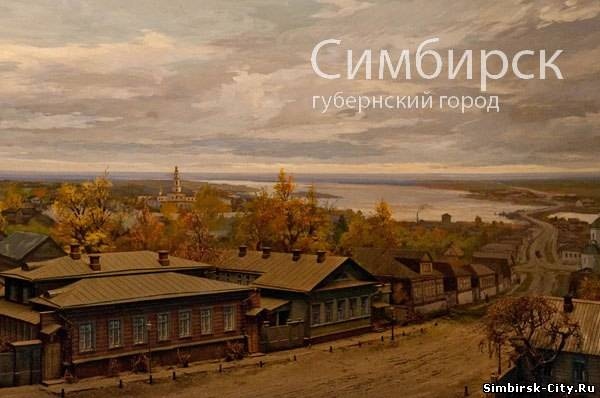 Симбирск
губернский город
Simbirsk-City.Ru